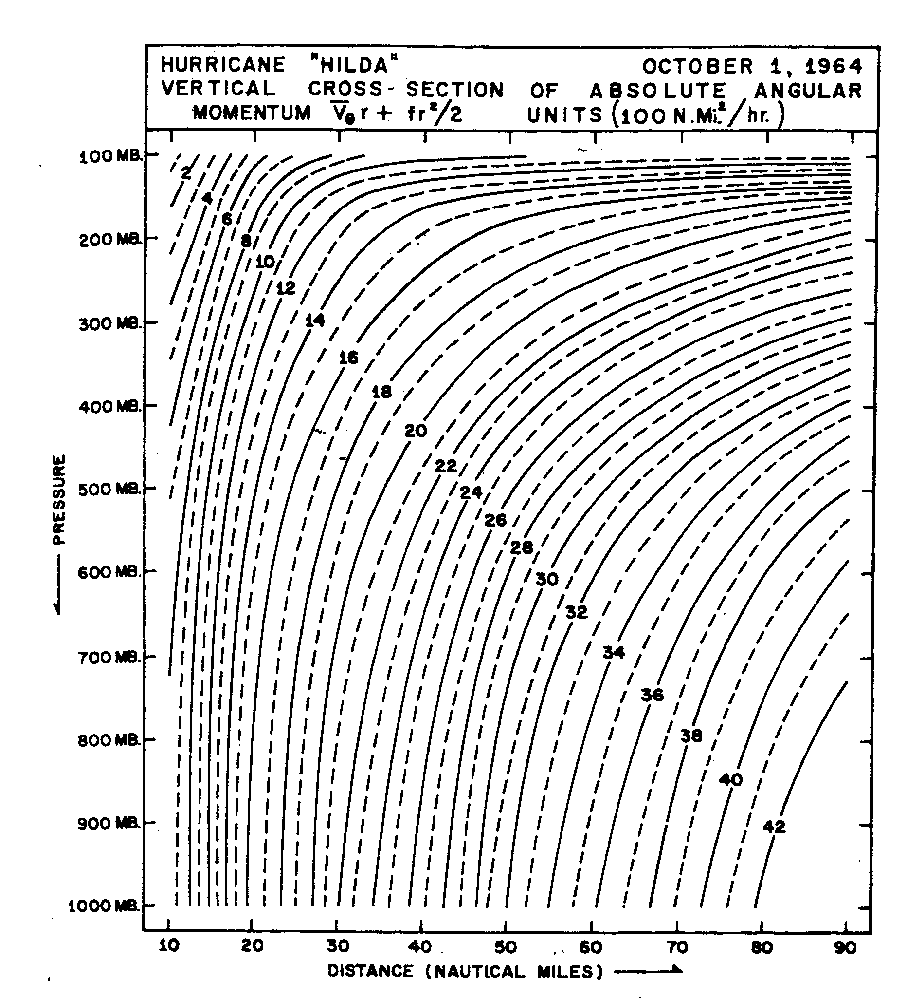 HURRICANE "HILDA" OCTOBER 1, 1964
VERTICAL CROSS-SECTION OF ABSOLUTE ANGULAR
MOMENTUM V̅θ r + fr²/2 UNITS (100 N.Mi.²/hr.)
100 MB.
200 MB.
300 MB.
400 MB.
500 MB.
600 MB.
700 MB.
800 MB.
900 MB.
1000 MB.
PRESSURE
2
4
6
8
10
12
14
16
18
20
22
24
26
28
30
32
34
36
38
40
42
10 20 30 40 50 60 70 80 90
DISTANCE (NAUTICAL MILES)